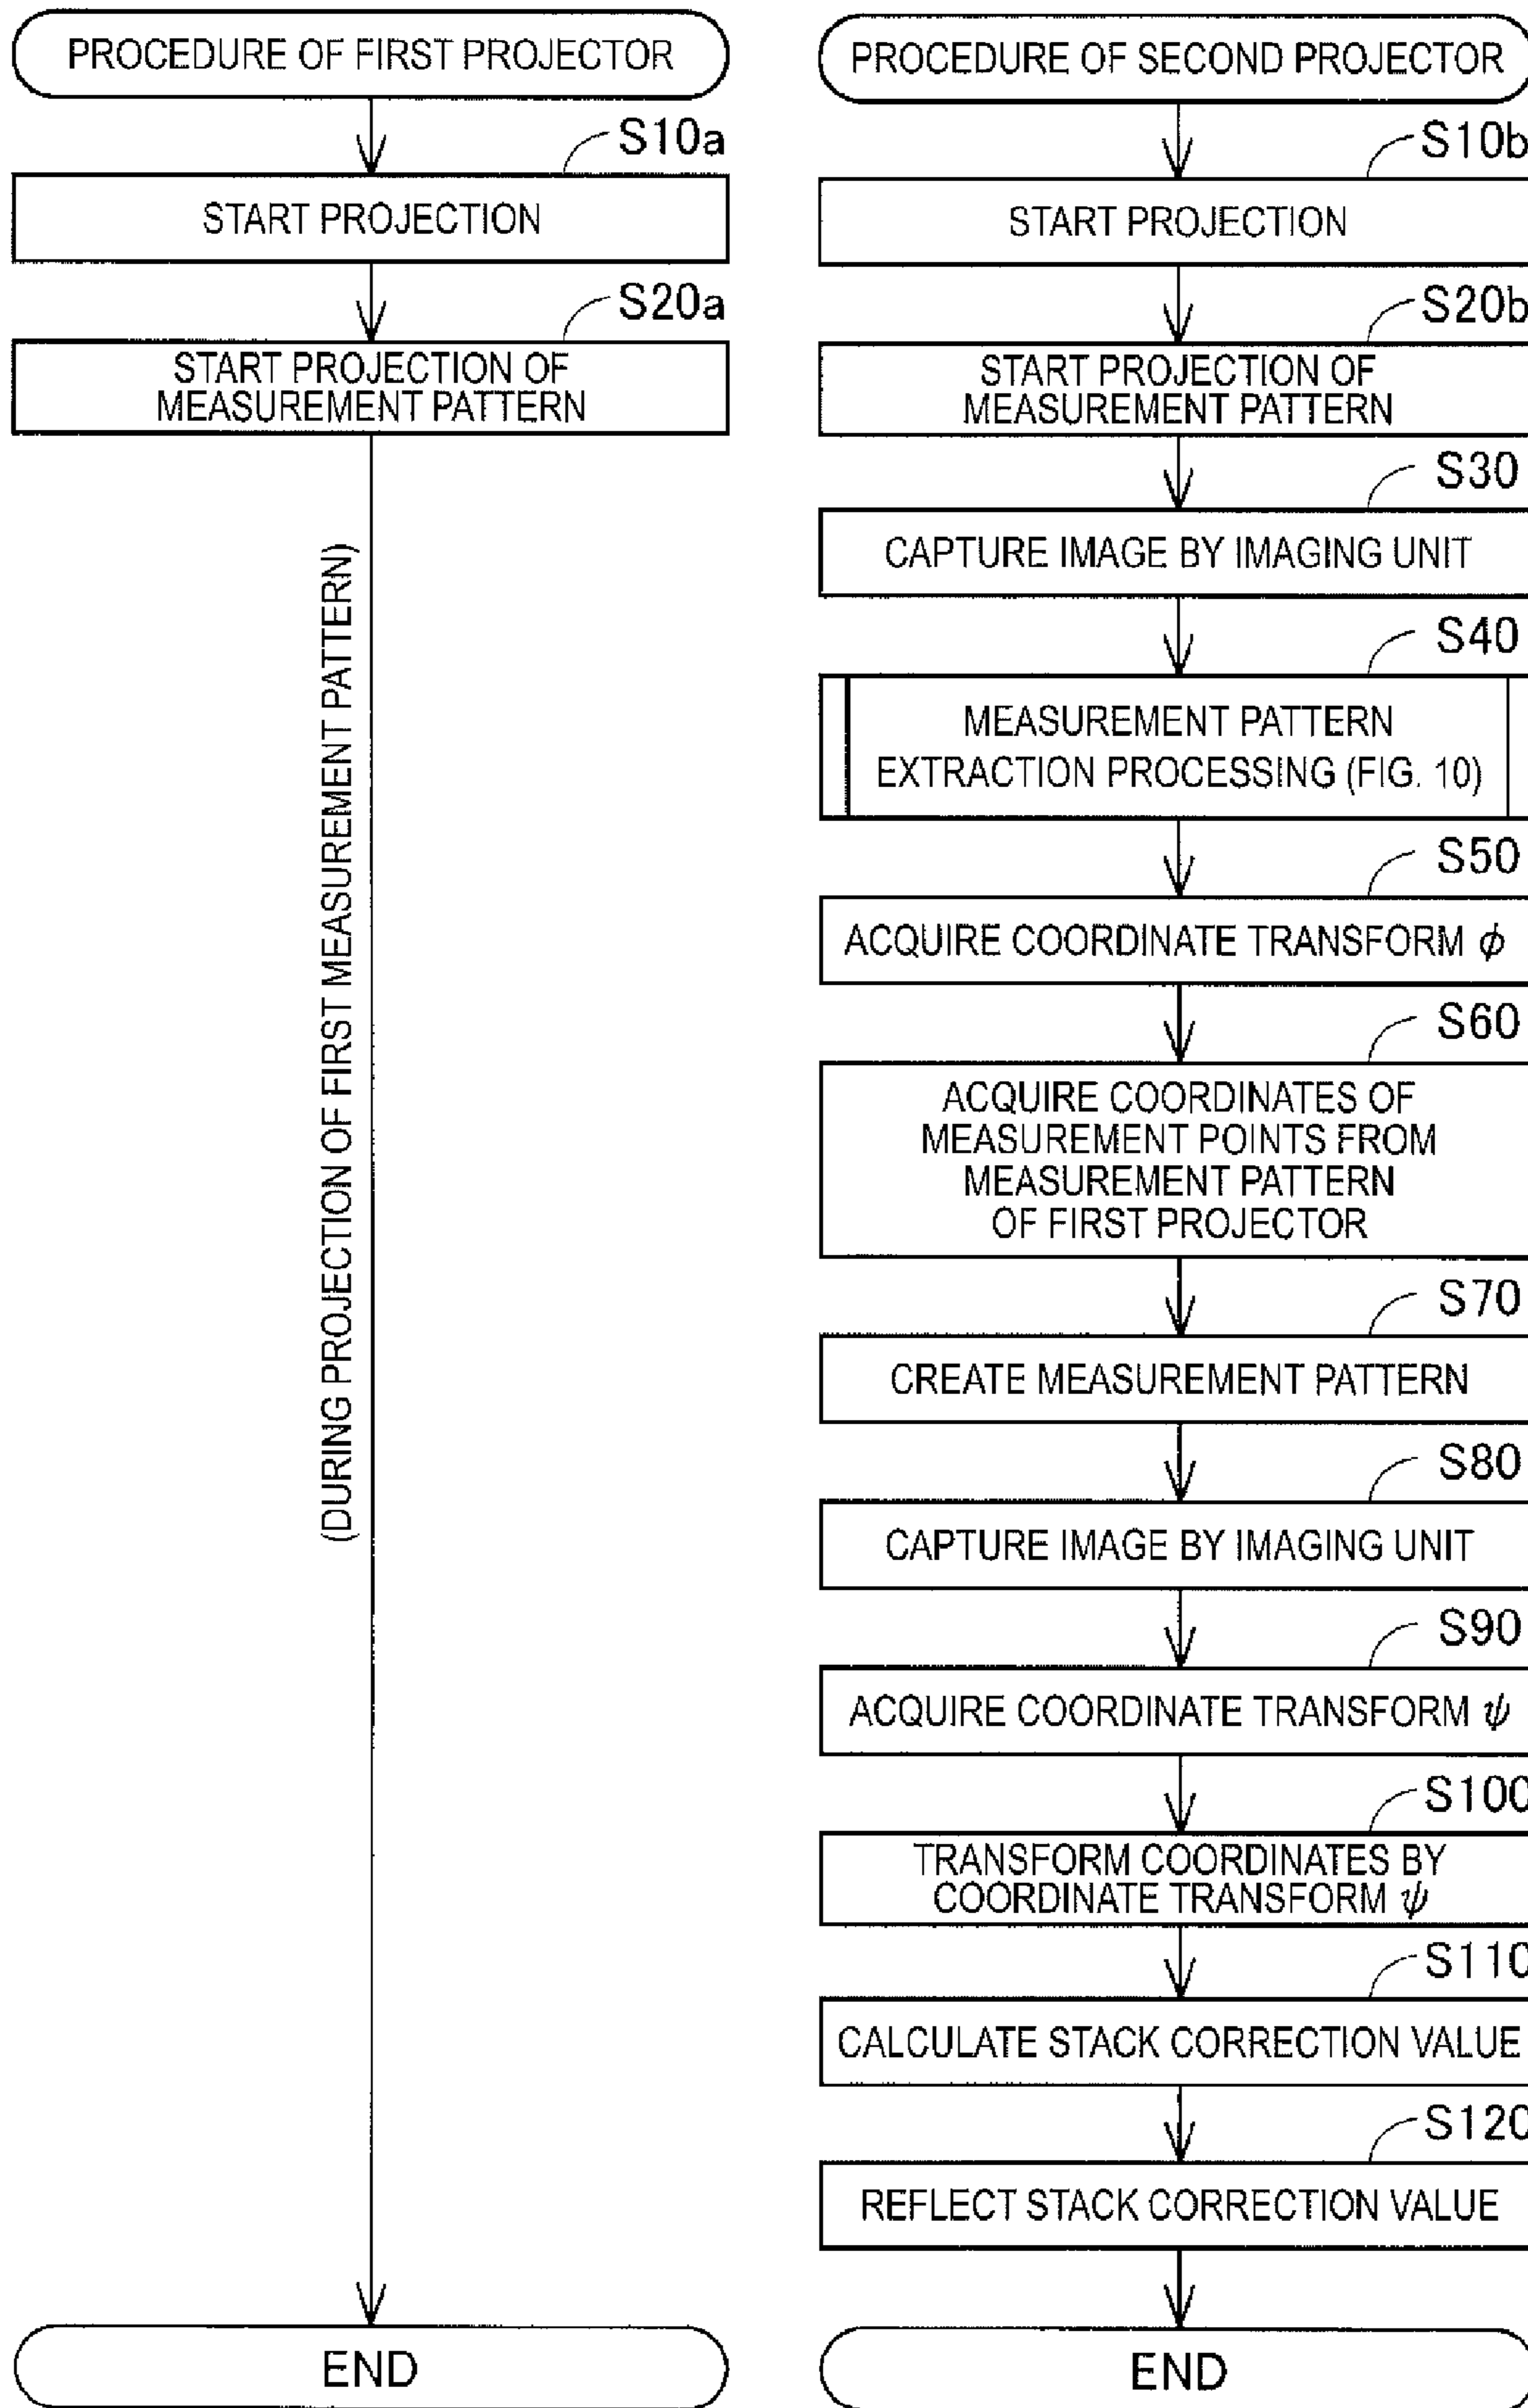 PROCEDURE OF FIRST PROJECTOR
S10a
START PROJECTION
S20a
START PROJECTION OF
MEASUREMENT PATTERN
(DURING PROJECTION OF FIRST MEASUREMENT PATTERN)
END
PROCEDURE OF SECOND PROJECTOR
S10b
START PROJECTION
S20b
START PROJECTION OF
MEASUREMENT PATTERN
S30
CAPTURE IMAGE BY IMAGING UNIT
S40
MEASUREMENT PATTERN
EXTRACTION PROCESSING (FIG. 10)
S50
ACQUIRE COORDINATE TRANSFORM ϕ
S60
ACQUIRE COORDINATES OF
MEASUREMENT POINTS FROM
MEASUREMENT PATTERN
OF FIRST PROJECTOR
S70
CREATE MEASUREMENT PATTERN
S80
CAPTURE IMAGE BY IMAGING UNIT
S90
ACQUIRE COORDINATE TRANSFORM ψ
S100
TRANSFORM COORDINATES BY
COORDINATE TRANSFORM ψ
S110
CALCULATE STACK CORRECTION VALUE
S120
REFLECT STACK CORRECTION VALUE
END